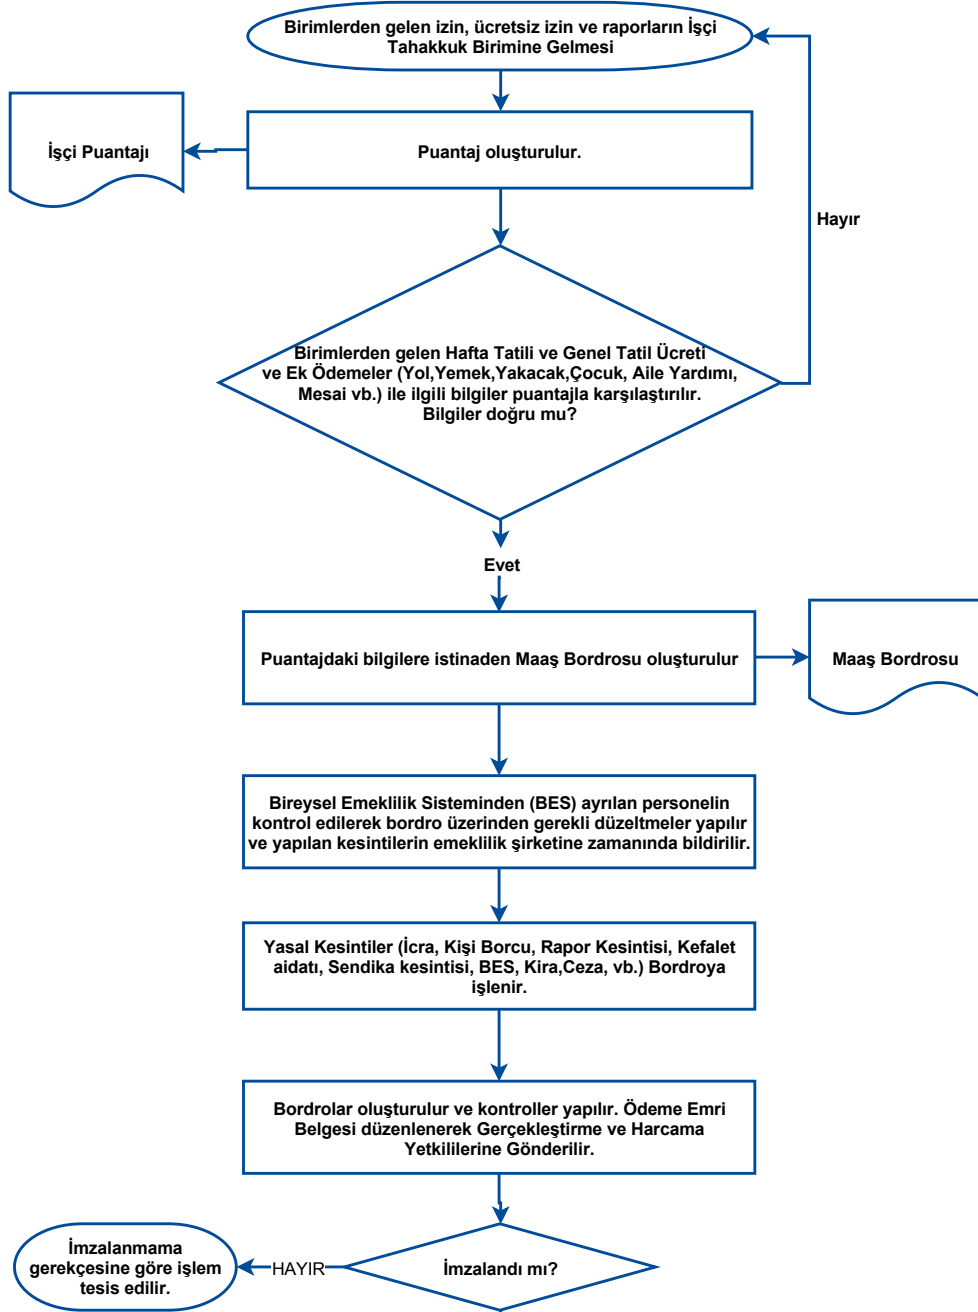 Birimlerden gelen izin, ücretsiz izin ve raporların İşçi
Tahakkuk Birimine Gelmesi
İşçi Puantajı
Puantaj oluşturulur.
Hayır
Birimlerden gelen Hafta Tatili ve Genel Tatil Ücreti
ve Ek Ödemeler (Yol,Yemek,Yakacak,Çocuk, Aile Yardımı,
Mesai vb.) ile ilgili bilgiler puantajla karşılaştırılır.
Bilgiler doğru mu?
Evet
Puantajdaki bilgilere istinaden Maaş Bordrosu oluşturulur
Maaş Bordrosu
Bireysel Emeklilik Sisteminden (BES) ayrılan personelin
kontrol edilerek bordro üzerinden gerekli düzeltmeler yapılır
ve yapılan kesintilerin emeklilik şirketine zamanında bildirilir.
Yasal Kesintiler (İcra, Kişi Borcu, Rapor Kesintisi, Kefalet
aidatı, Sendika kesintisi, BES, Kira,Ceza, vb.) Bordroya
işlenir.
Bordrolar oluşturulur ve kontroller yapılır. Ödeme Emri
Belgesi düzenlenerek Gerçekleştirme ve Harcama
Yetkililerine Gönderilir.
İmzalanmama
gerekçesine göre işlem
tesis edilir.
HAYIR
İmzalandı mı?